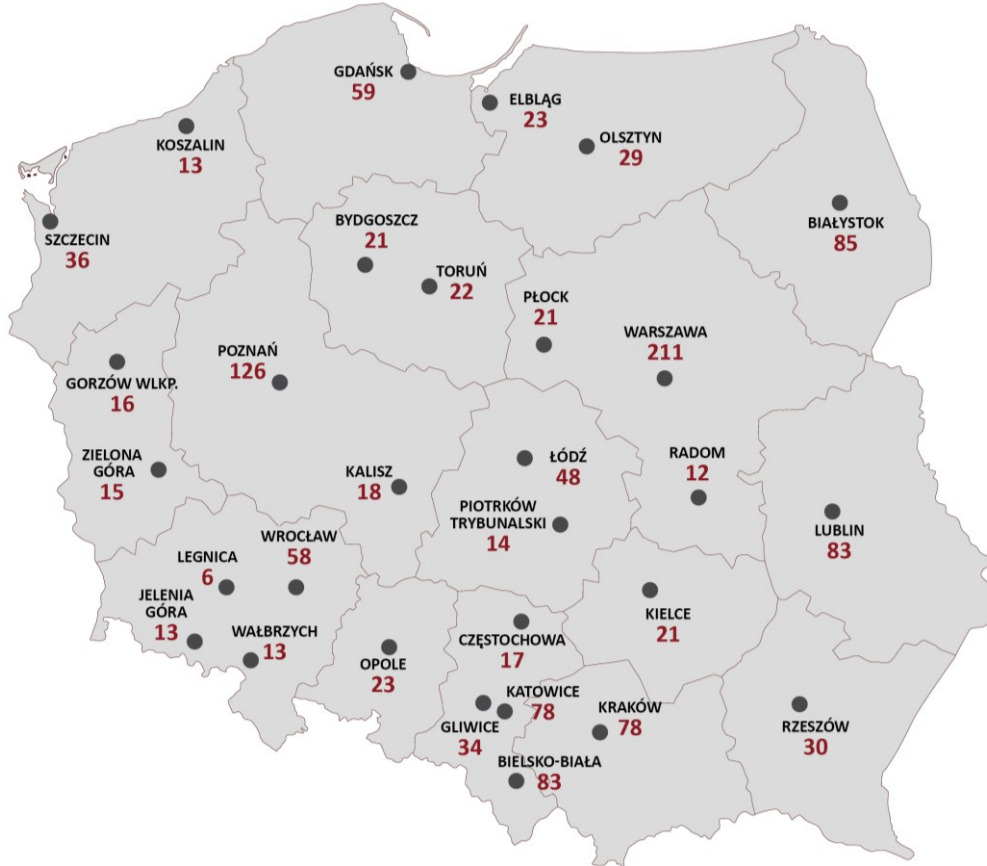 GDAŃSK
59
ELBLĄG
23
KOSZALIN
13
OLSZTYN
29
SZCZECIN
36
BYDGOSZCZ
21
BIAŁYSTOK
85
TORUŃ
22
PŁOCK
21
WARSZAWA
211
POZNAŃ
126
GORZÓW WLKP.
16
ZIELONA
GÓRA
15
KALISZ
18
ŁÓDŹ
48
RADOM
12
PIOTRKÓW
TRYBUNALSKI
14
LUBLIN
83
WROCŁAW
58
LEGNICA
6
JELENIA
GÓRA
13
WAŁBRZYCH
13
KIELCE
21
CZĘSTOCHOWA
17
OPOLE
23
KATOWICE
78
GLIWICE
34
KRAKÓW
78
RZESZÓW
30
BIELSKO-BIAŁA
83